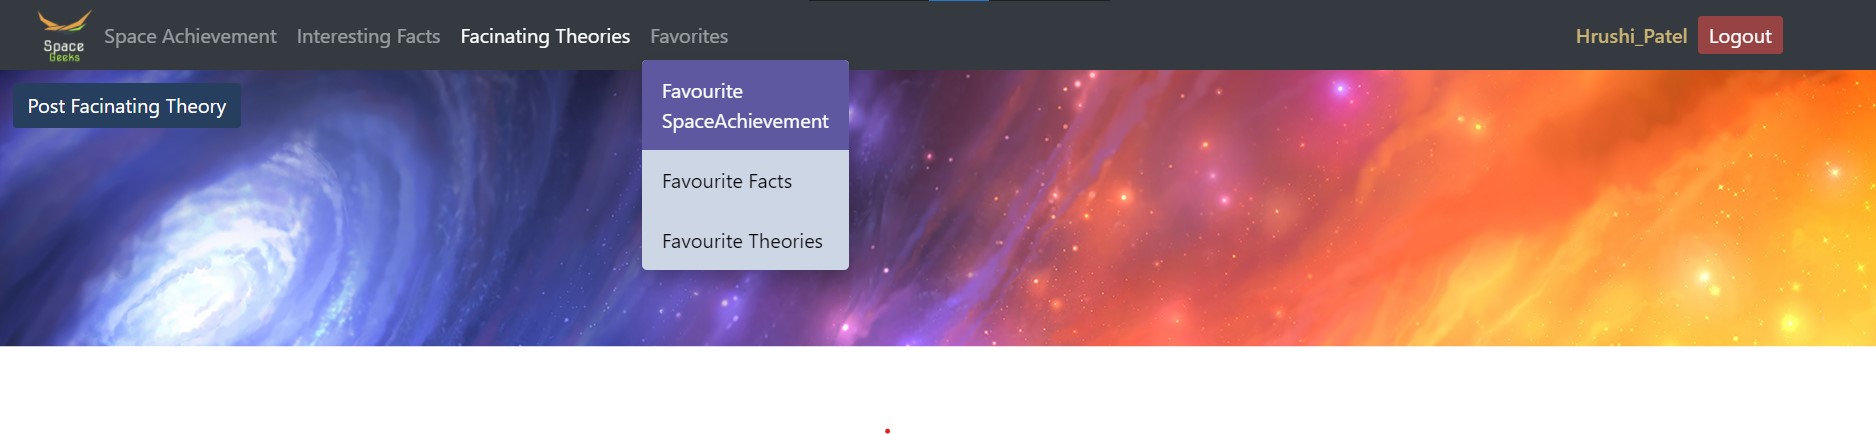 Space
Geeks
Space Achievement
Interesting Facts
Facinating Theories
Favorites
Hrushi_Patel
Logout
Post Facinating Theory
Favourite
SpaceAchievement
Favourite Facts
Favourite Theories